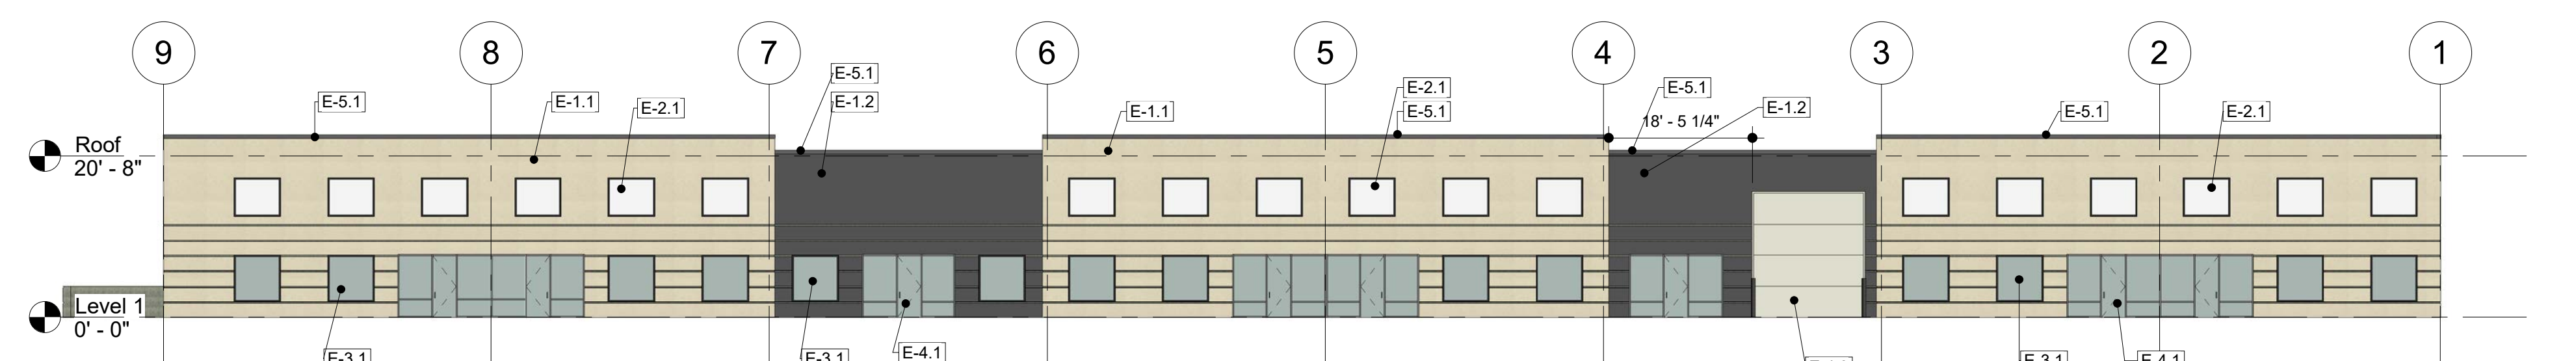 9 8 7 6 5 4 3 2 1
E-5.1
E-1.1
E-2.1
E-5.1
E-1.2
E-1.1
E-2.1
E-5.1
E-5.1
E-1.2
18' - 5 1/4"
E-5.1
E-2.1
Roof
20' - 8"
Level 1
0' - 0"
E-3.1
E-3.1
E-4.1
E-3.1
E-4.1